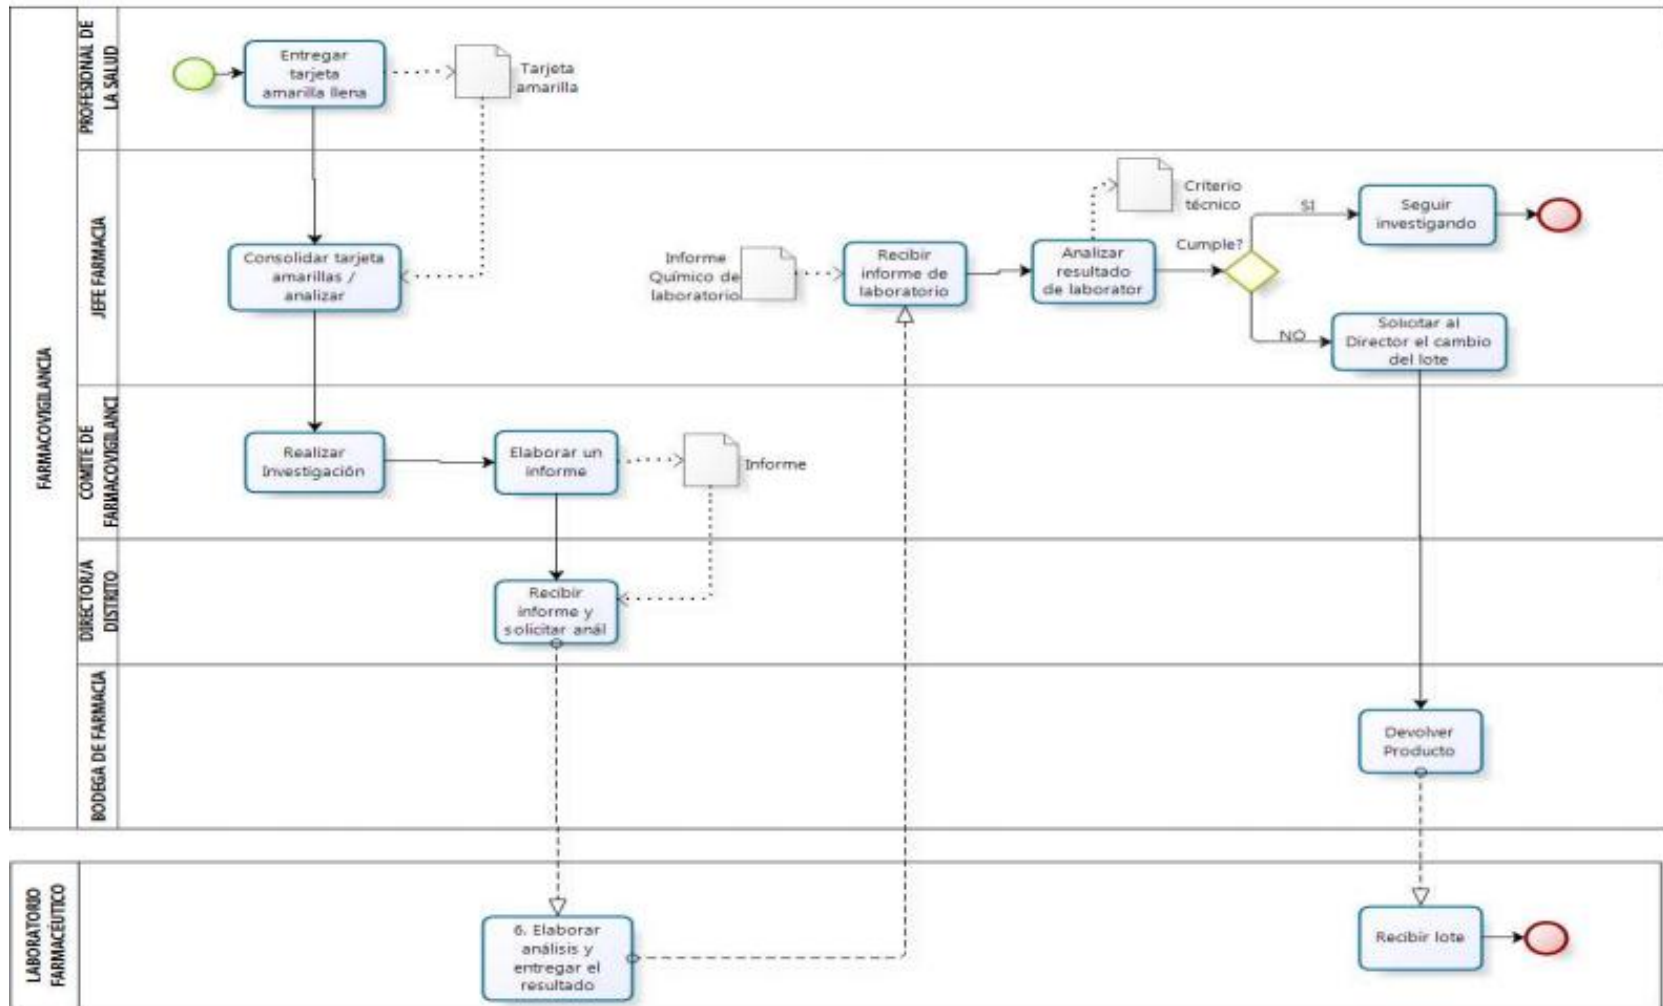 FARMACOVIGILANCIA
PROFESIONAL DE
LA SALUD
Entregar
tarjeta
amarilla llena
Tarjeta
amarilla
JEFE FARMACIA
Consolidar tarjeta
amarillas /
analizar
Informe
Químico de
laboratorio
Recibir
informe de
laboratorio
Analizar
resultado
de laborator
Criterio
técnico
Cumple?
SI
Seguir
investigando
NO
Solicitar al
Director el cambio
del lote
COMITE DE
FARMACOVIGILANCI
Realizar
Investigación
Elaborar un
informe
Informe
DIRECTOR/A
DISTRITO
Recibir
informe y
solicitar anál
BODEGA DE FARMACIA
Devolver
Producto
LABORATORIO
FARMACÉUTICO
6. Elaborar
análisis y
entregar el
resultado
Recibir lote